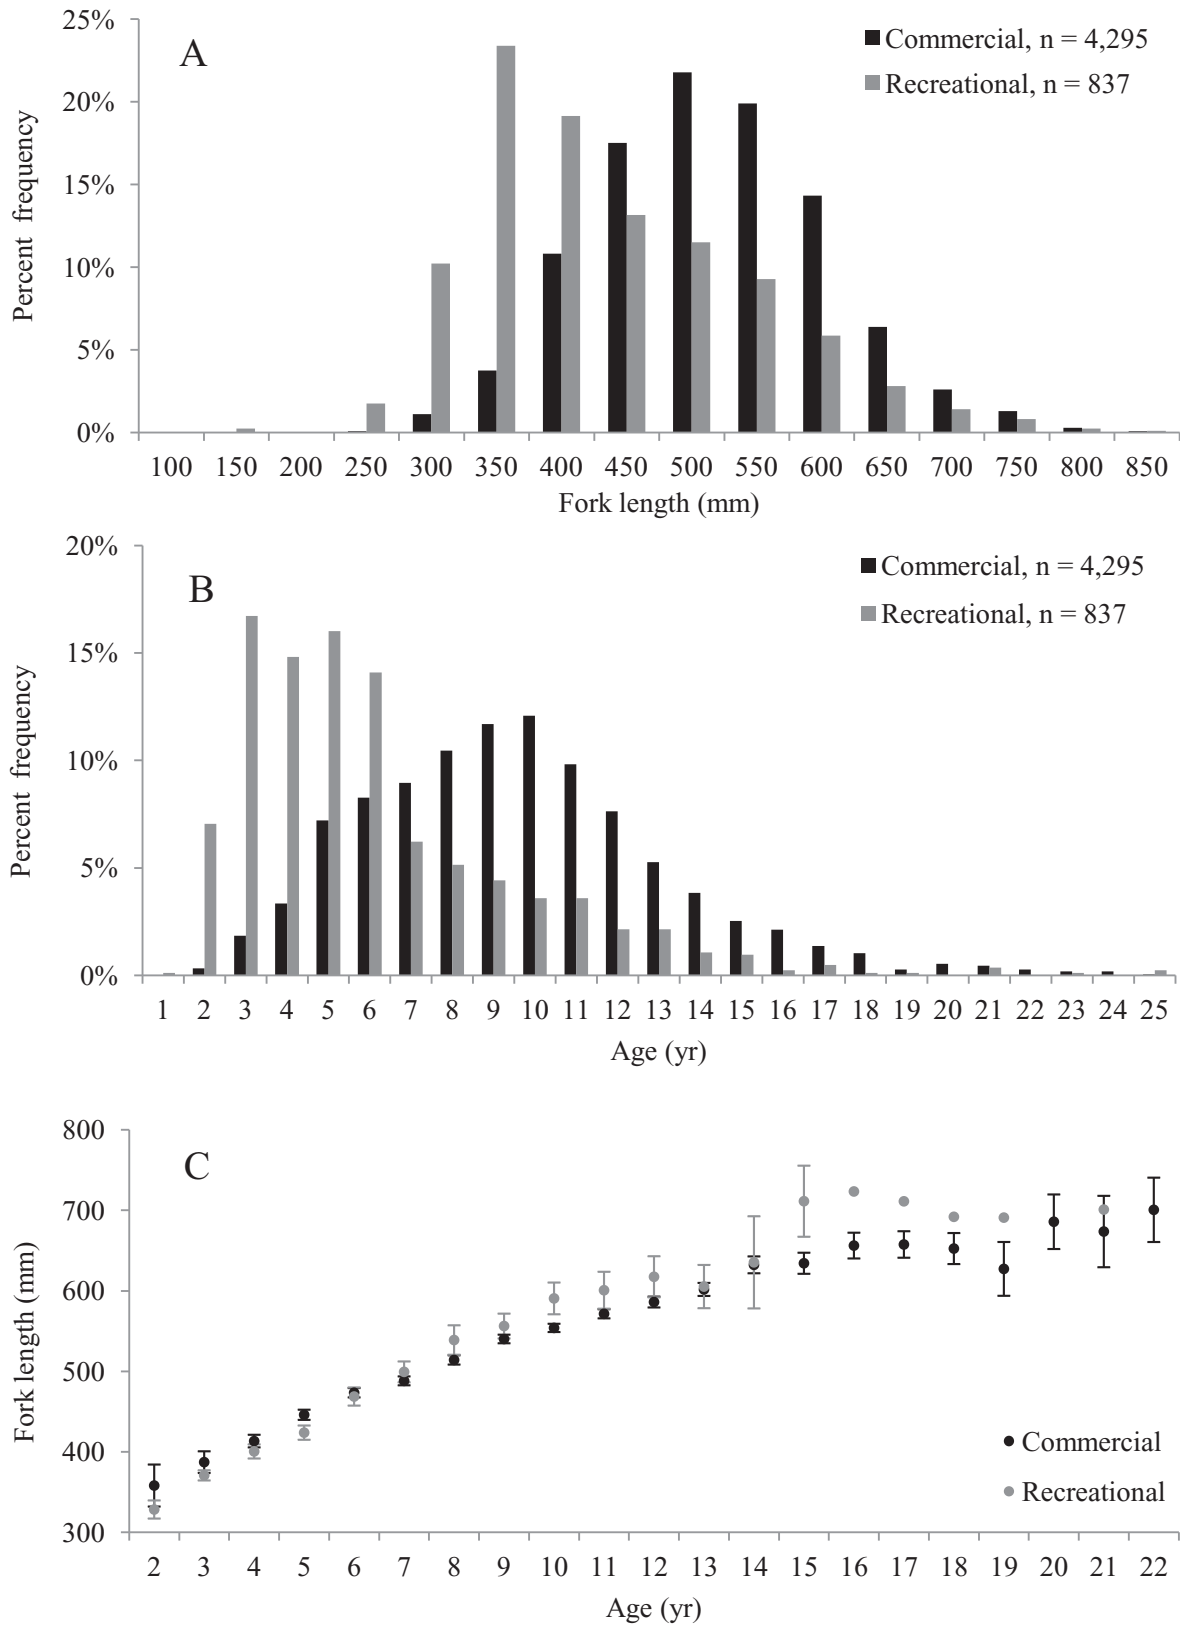 25%
A
Commercial, n = 4,295
Recreational, n = 837
20%
15%
10%
5%
0%
Percent frequency
100 150 200 250 300 350 400 450 500 550 600 650 700 750 800 850
Fork length (mm)
20%
B
Commercial, n = 4,295
Recreational, n = 837
15%
10%
5%
0%
Percent frequency
1 2 3 4 5 6 7 8 9 10 11 12 13 14 15 16 17 18 19 20 21 22 23 24 25
Age (yr)
800
C
700
600
500
400
300
Fork length (mm)
Commercial
Recreational
2 3 4 5 6 7 8 9 10 11 12 13 14 15 16 17 18 19 20 21 22
Age (yr)